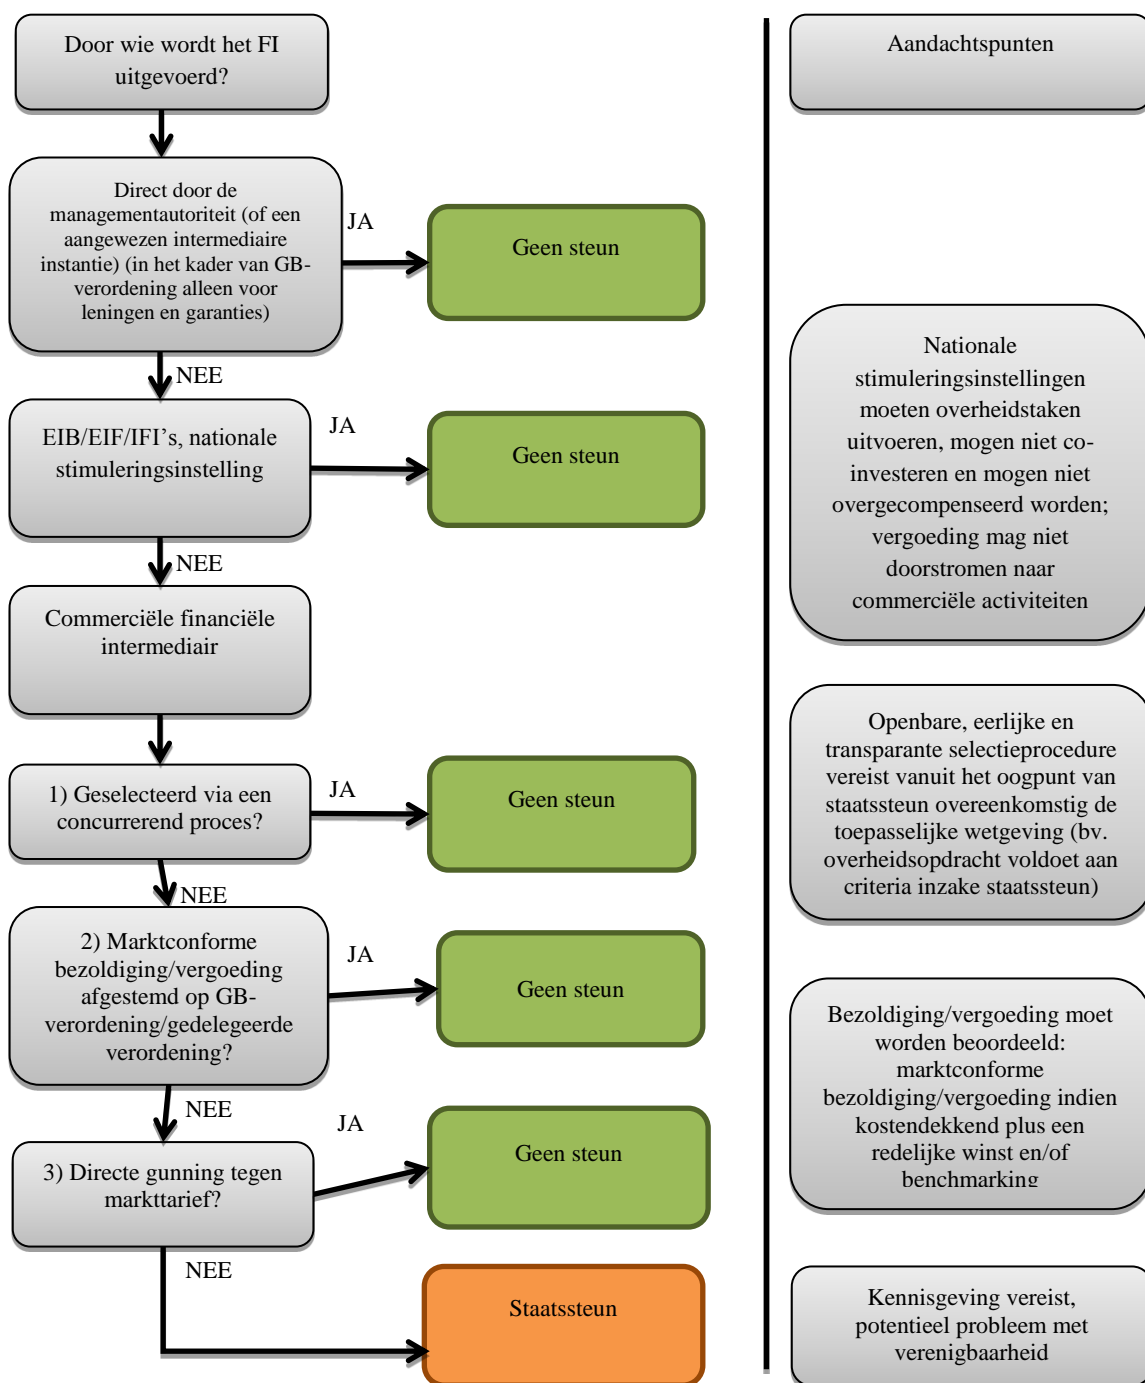 Door wie wordt het FI
uitgevoerd?
Direct door de
managementautoriteit (of een
aangewezen intermediaire
instantie) (in het kader van GB-
verordening alleen voor
leningen en garanties)
JA
Geen steun
NEE
EIB/EIF/IFI’s, nationale
stimuleringsinstelling
JA
Geen steun
NEE
Commerciële financiële
intermediair
1) Geselecteerd via een
concurrerend proces?
JA
Geen steun
NEE
2) Marktconforme
bezoldiging/vergoeding
afgestemd op GB-
verordening/gedelegeerde
verordening?
JA
Geen steun
NEE
3) Directe gunning tegen
markttarief?
JA
Geen steun
NEE
Staatssteun
Aandachtspunten
Nationale
stimuleringsinstellingen
moeten overheidstaken
uitvoeren, mogen niet co-
investeren en mogen niet
overgecompenseerd worden;
vergoeding mag niet
doorstromen naar
commerciële activiteiten
Openbare, eerlijke en
transparante selectieprocedure
vereist vanuit het oogpunt van
staatssteun overeenkomstig de
toepasselijke wetgeving (bv.
overheidsopdracht voldoet aan
criteria inzake staatssteun)
Bezoldiging/vergoeding moet
worden beoordeeld:
marktconforme
bezoldiging/vergoeding indien
kostendekkend plus een
redelijke winst en/of
benchmarking
Kennisgeving vereist,
potentieel probleem met
verenigbaarheid